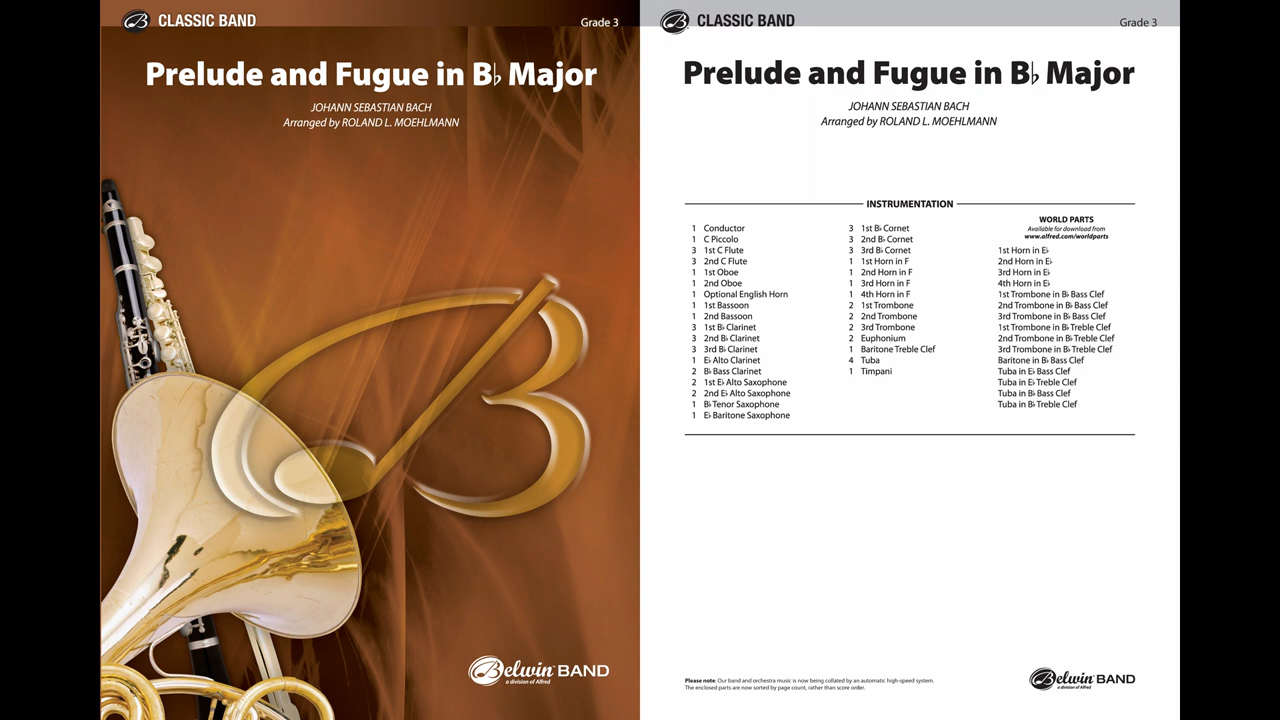 CLASSIC BAND
Grade 3
Prelude and Fugue in B♭ Major
JOHANN SEBASTIAN BACH
Arranged by ROLAND L. MOEHLMANN
Belwin BAND
a division of Alfred
CLASSIC BAND
Grade 3
Prelude and Fugue in B♭ Major
JOHANN SEBASTIAN BACH
Arranged by ROLAND L. MOEHLMANN
INSTRUMENTATION
1 Conductor
1 C Piccolo
3 1st C Flute
3 2nd C Flute
1 1st Oboe
1 2nd Oboe
1 Optional English Horn
1 1st Bassoon
1 2nd Bassoon
3 1st B♭ Clarinet
3 2nd B♭ Clarinet
3 3rd B♭ Clarinet
1 E♭ Alto Clarinet
2 B♭ Bass Clarinet
2 1st E♭ Alto Saxophone
2 2nd E♭ Alto Saxophone
1 B♭ Tenor Saxophone
1 E♭ Baritone Saxophone
3 1st B♭ Cornet
3 2nd B♭ Cornet
3 3rd B♭ Cornet
1 1st Horn in F
1 2nd Horn in F
1 3rd Horn in F
1 4th Horn in F
2 1st Trombone
2 2nd Trombone
2 3rd Trombone
2 Euphonium
1 Baritone Treble Clef
4 Tuba
1 Timpani
WORLD PARTS
Available for download from
www.alfred.com/worldparts
1st Horn in E♭
2nd Horn in E♭
3rd Horn in E♭
4th Horn in E♭
1st Trombone in B♭ Bass Clef
2nd Trombone in B♭ Bass Clef
3rd Trombone in B♭ Bass Clef
1st Trombone in B♭ Treble Clef
2nd Trombone in B♭ Treble Clef
3rd Trombone in B♭ Treble Clef
Baritone in B♭ Bass Clef
Tuba in E♭ Bass Clef
Tuba in E♭ Treble Clef
Tuba in B♭ Bass Clef
Tuba in B♭ Treble Clef
Please note: Our band and orchestra music is now being collated by an automatic high-speed system.
The enclosed parts are now sorted by page count, rather than score order.
Belwin BAND
a division of Alfred